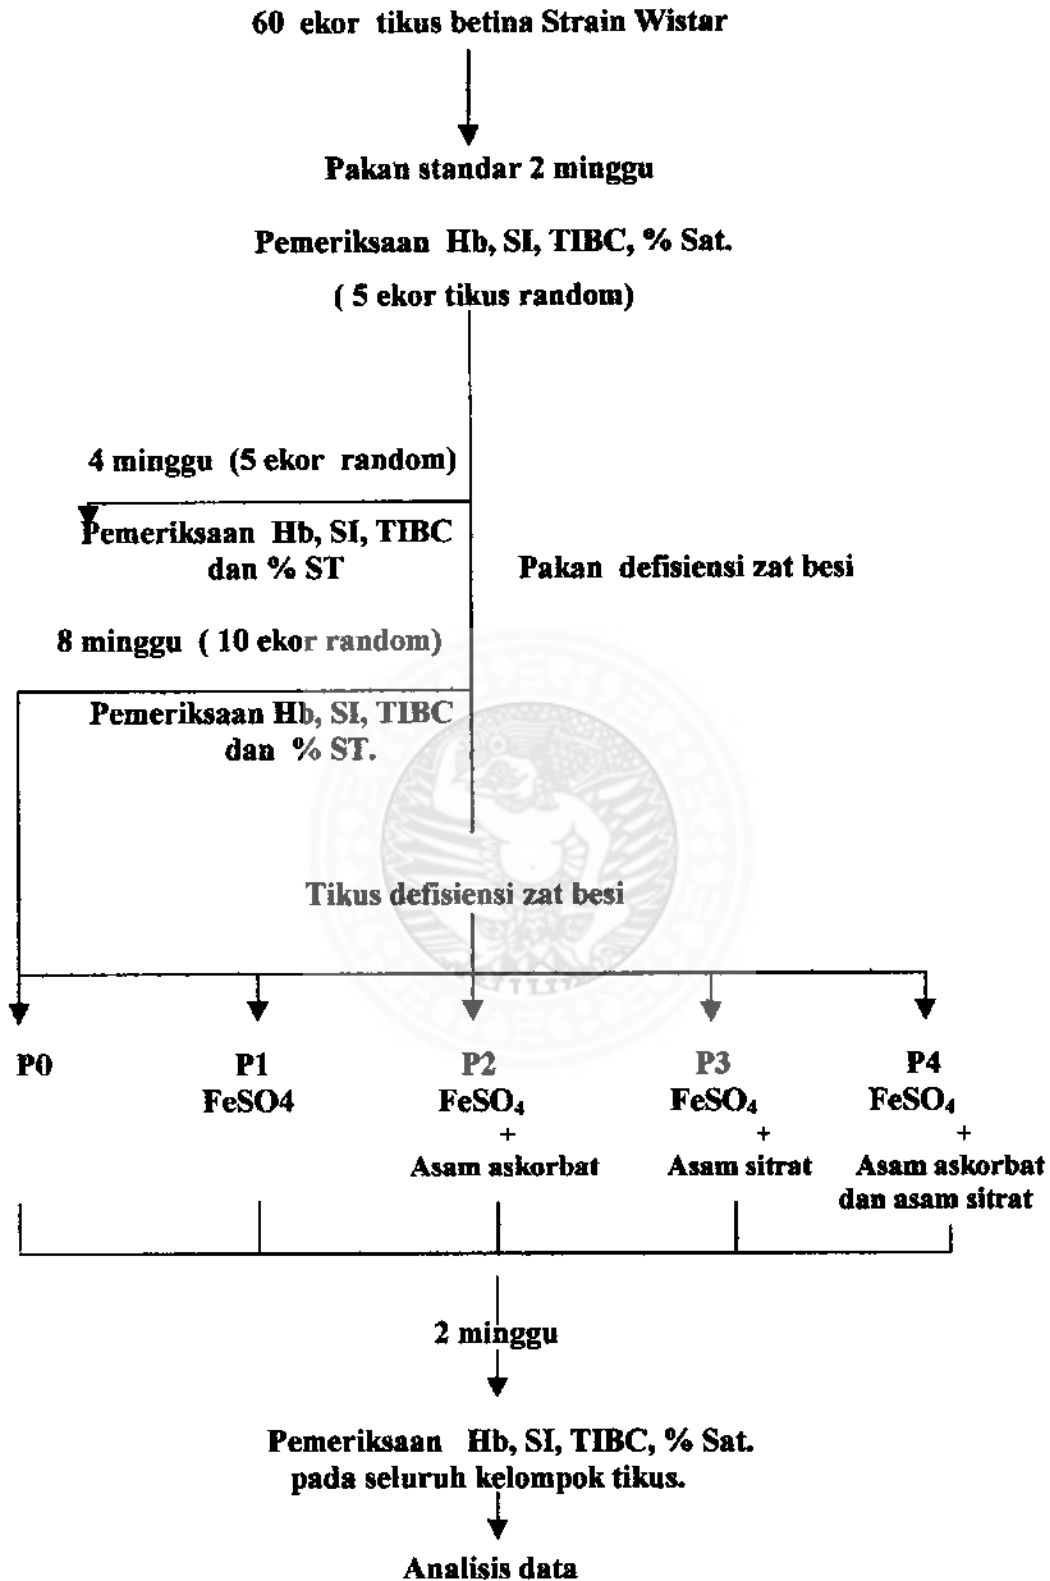 60 ekor tikus betina Strain Wistar
Pakan standar 2 minggu
Pemeriksaan Hb, SI, TIBC, % Sat.
( 5 ekor tikus random)
4 minggu (5 ekor random)
Pemeriksaan Hb, SI, TIBC
dan % ST
Pakan defisiensi zat besi
8 minggu ( 10 ekor random)
Pemeriksaan Hb, SI, TIBC
dan % ST.
Tikus defisiensi zat besi
P0 P1 P2 P3 P4
FeSO4 FeSO₄ FeSO₄ FeSO₄
+ + +
Asam askorbat Asam sitrat Asam askorbat
dan asam sitrat
2 minggu
Pemeriksaan Hb, SI, TIBC, % Sat.
pada seluruh kelompok tikus.
Analisis data